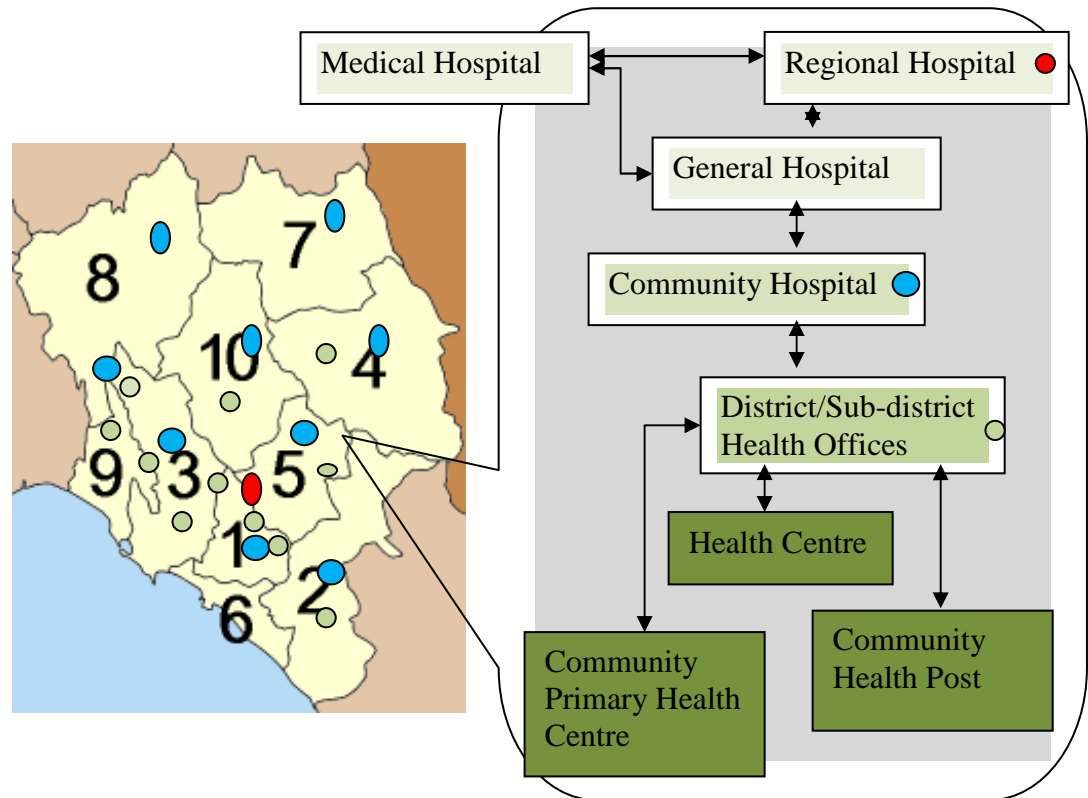 Medical Hospital
Regional Hospital
General Hospital
Community Hospital
District/Sub-district
Health Offices
Health Centre
Community
Primary Health
Centre
Community
Health Post
8
7
10
4
9
3
5
1
2
6